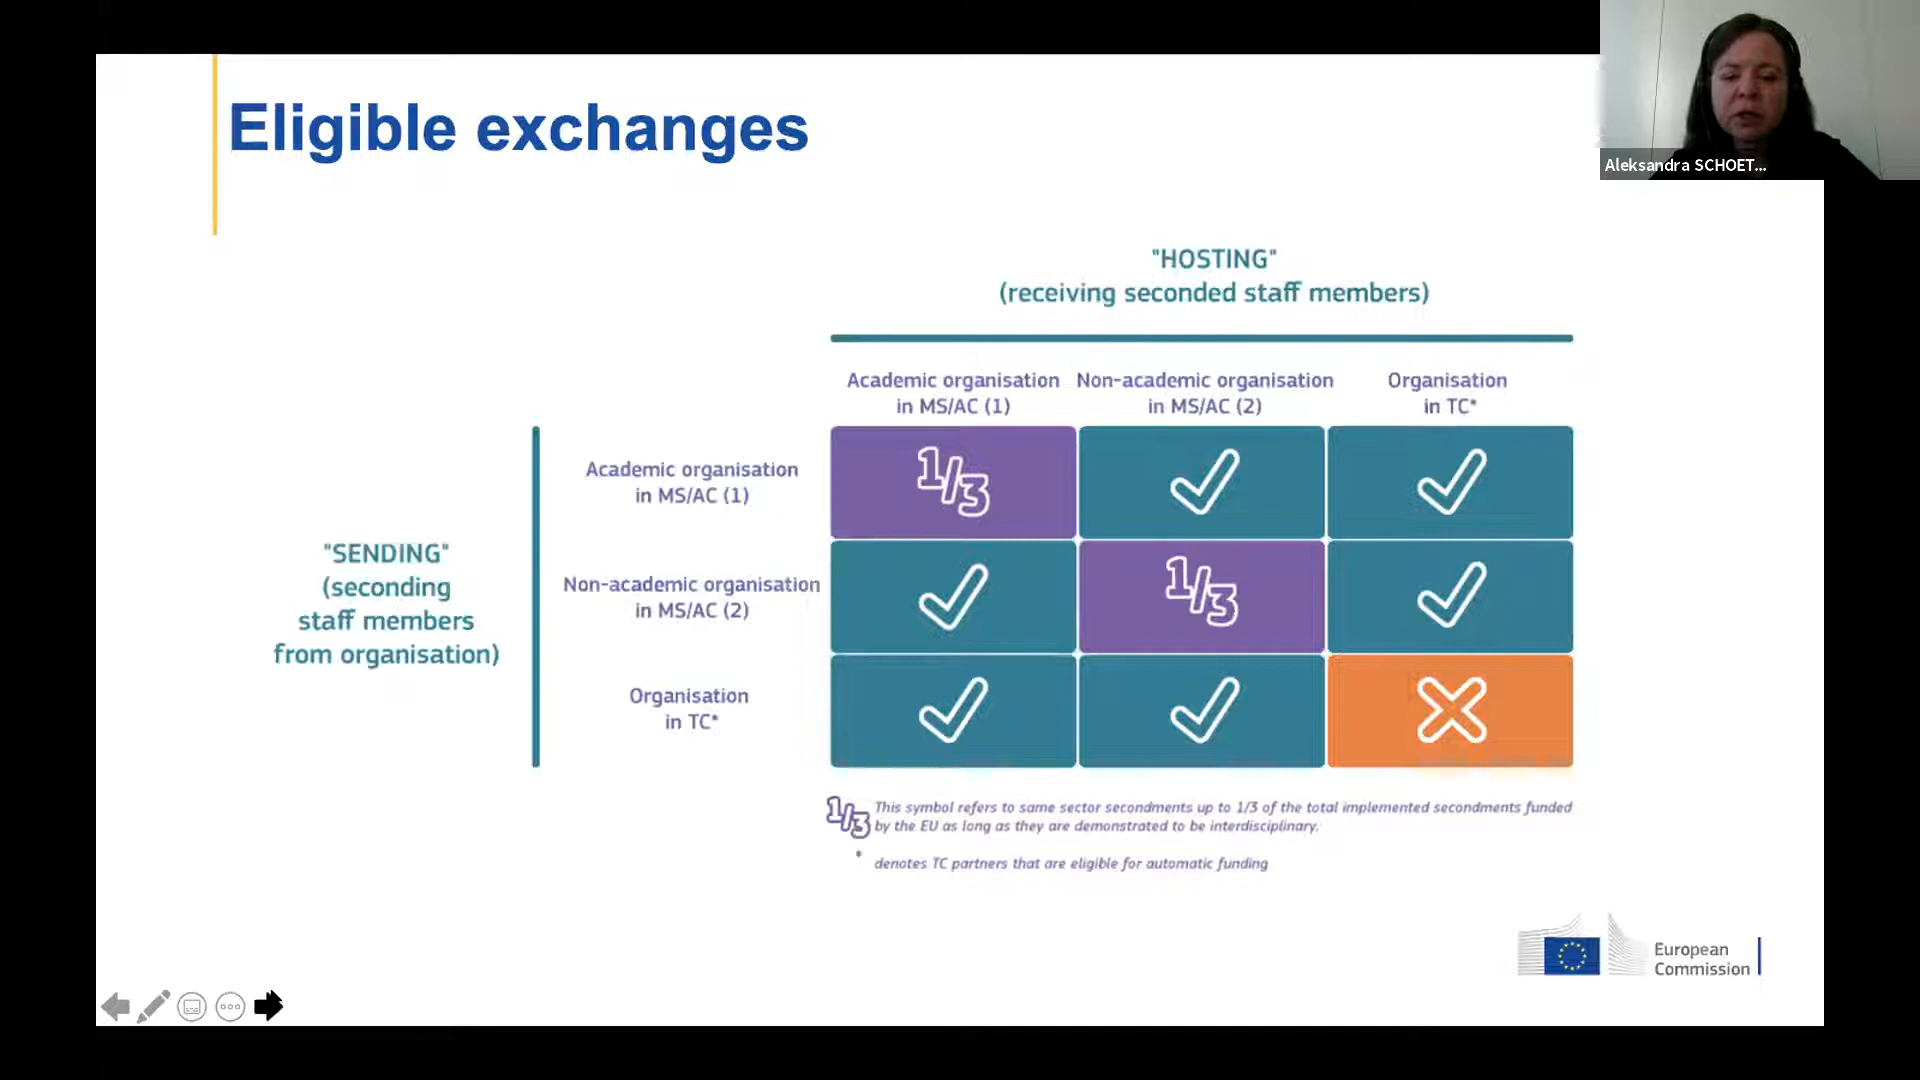 Eligible exchanges
Aleksandra SCHOET...
"HOSTING"
(receiving seconded staff members)
Academic organisation
in MS/AC (1)
Non-academic organisation
in MS/AC (2)
Organisation
in TC*
"SENDING"
(seconding
staff members
from organisation)
Academic organisation
in MS/AC (1)
1/3
Non-academic organisation
in MS/AC (2)
1/3
Organisation
in TC*
1/3 This symbol refers to same sector secondments up to 1/3 of the total implemented secondments funded
by the EU as long as they are demonstrated to be interdisciplinary.
* denotes TC partners that are eligible for automatic funding
European
Commission